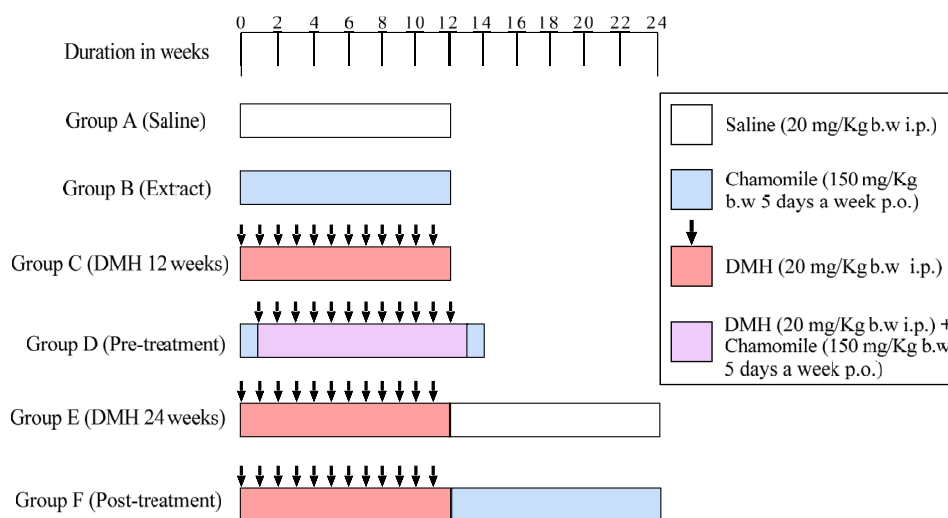 0 2 4 6 8 10 12 14 16 18 20 22 24
Duration in weeks
Group A (Saline)
Group B (Extract)
Group C (DMH 12 weeks)
Group D (Pre-treatment)
Group E (DMH 24 weeks)
Group F (Post-treatment)
Saline (20 mg/Kg b.w i.p.)
Chamomile (150 mg/Kg
b.w 5 days a week p.o.)
DMH (20 mg/Kg b.w i.p.)
DMH (20 mg/Kg b.w i.p.) +
Chamomile (150 mg/Kg b.w
5 days a week p.o.)